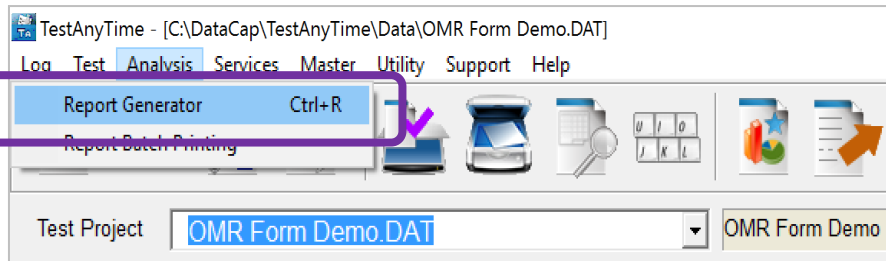 TA TestAnyTime - [C:\DataCap\TestAnyTime\Data\OMR Form Demo.DAT]
Log Test Analysis Services Master Utility Support Help
Report Generator Ctrl+R
Report Batch Printing
U I O
J K L
Test Project OMR Form Demo.DAT OMR Form Demo